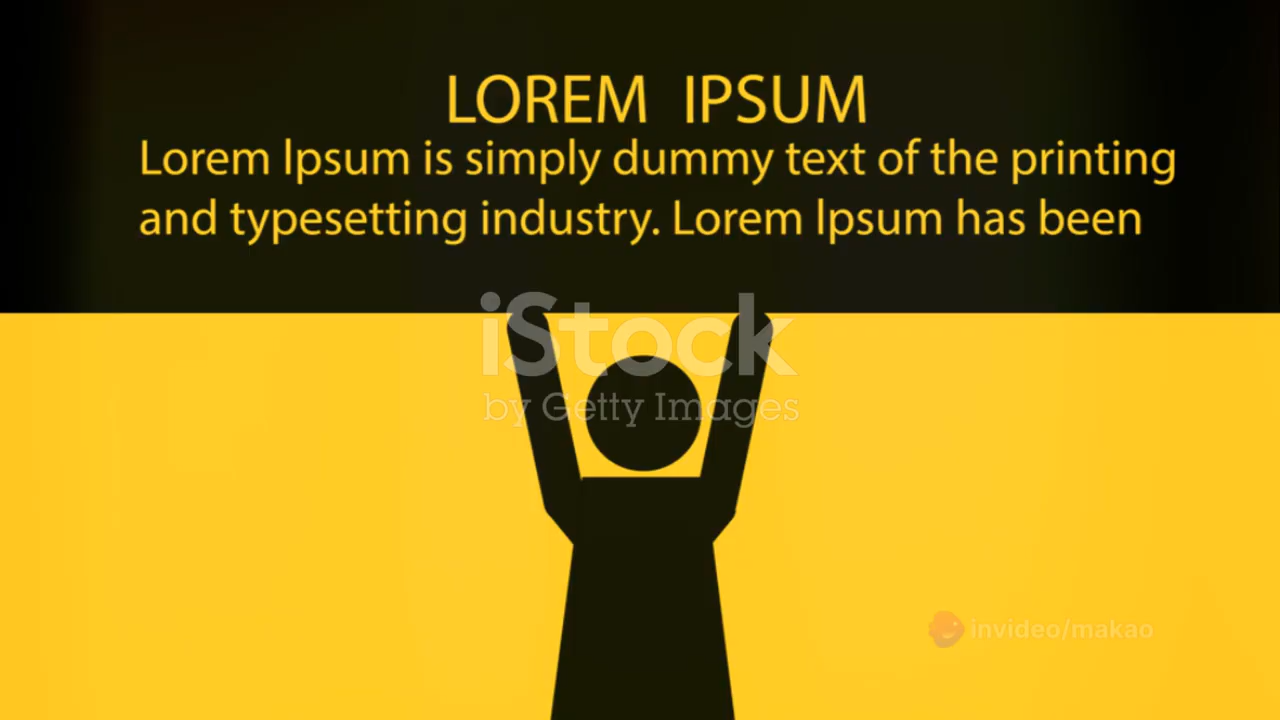 LOREM IPSUM
Lorem Ipsum is simply dummy text of the printing
and typesetting industry. Lorem Ipsum has been
iStock
by Getty Images
invideo/makao